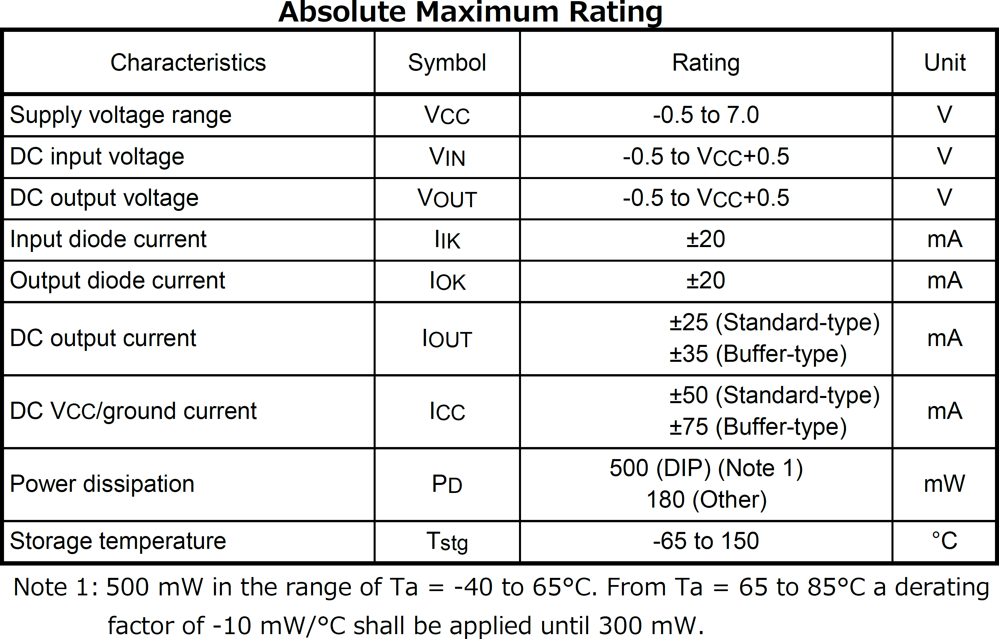 Absolute Maximum Rating
Characteristics Symbol Rating Unit
Supply voltage range VCC -0.5 to 7.0 V
DC input voltage VIN -0.5 to VCC+0.5 V
DC output voltage VOUT -0.5 to VCC+0.5 V
Input diode current IIK ±20 mA
Output diode current IOK ±20 mA
DC output current IOUT ±25 (Standard-type) mA
±35 (Buffer-type)
DC VCC/ground current ICC ±50 (Standard-type) mA
±75 (Buffer-type)
Power dissipation PD 500 (DIP) (Note 1) mW
180 (Other)
Storage temperature Tstg -65 to 150 °C
Note 1: 500 mW in the range of Ta = -40 to 65°C. From Ta = 65 to 85°C a derating
factor of -10 mW/°C shall be applied until 300 mW.